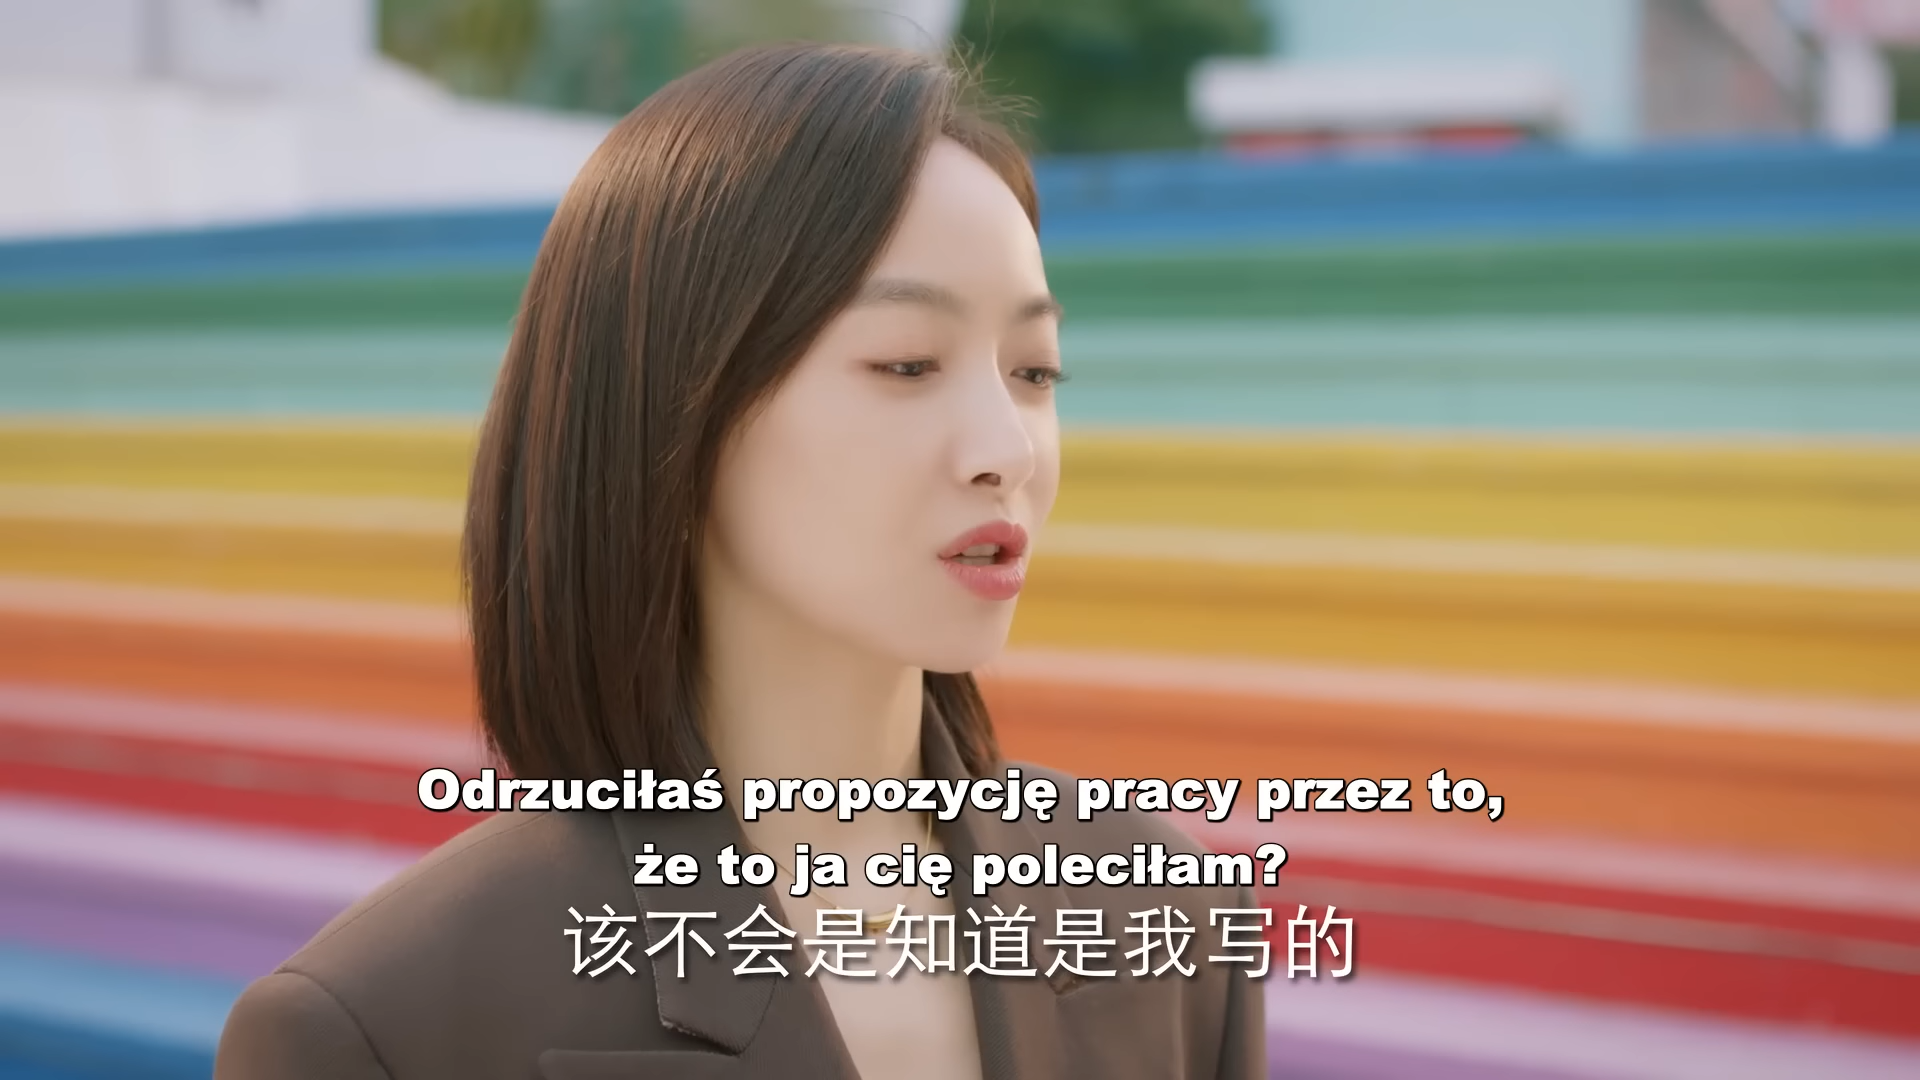 Odrzuciłaś propozycję pracy przez to,
że to ja cię poleciłam?
该不会是知道是我写的